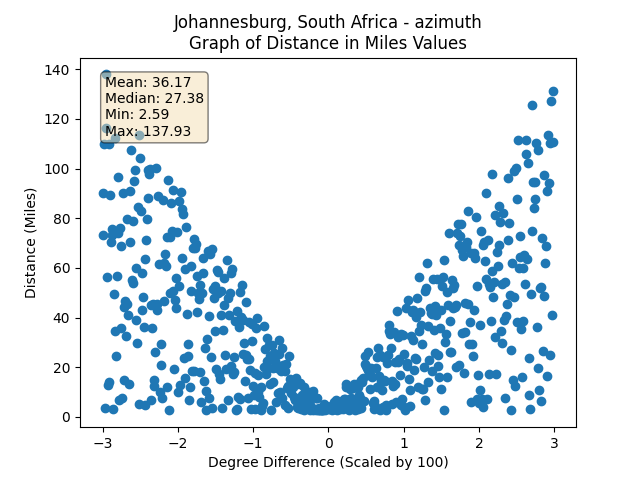 Johannesburg, South Africa - azimuth
Graph of Distance in Miles Values
140
120
100
80
60
40
20
0
Mean: 36.17
Median: 27.38
Min: 2.59
Max: 137.93
Distance (Miles)
−3
−2
−1
0
1
2
3
Degree Difference (Scaled by 100)